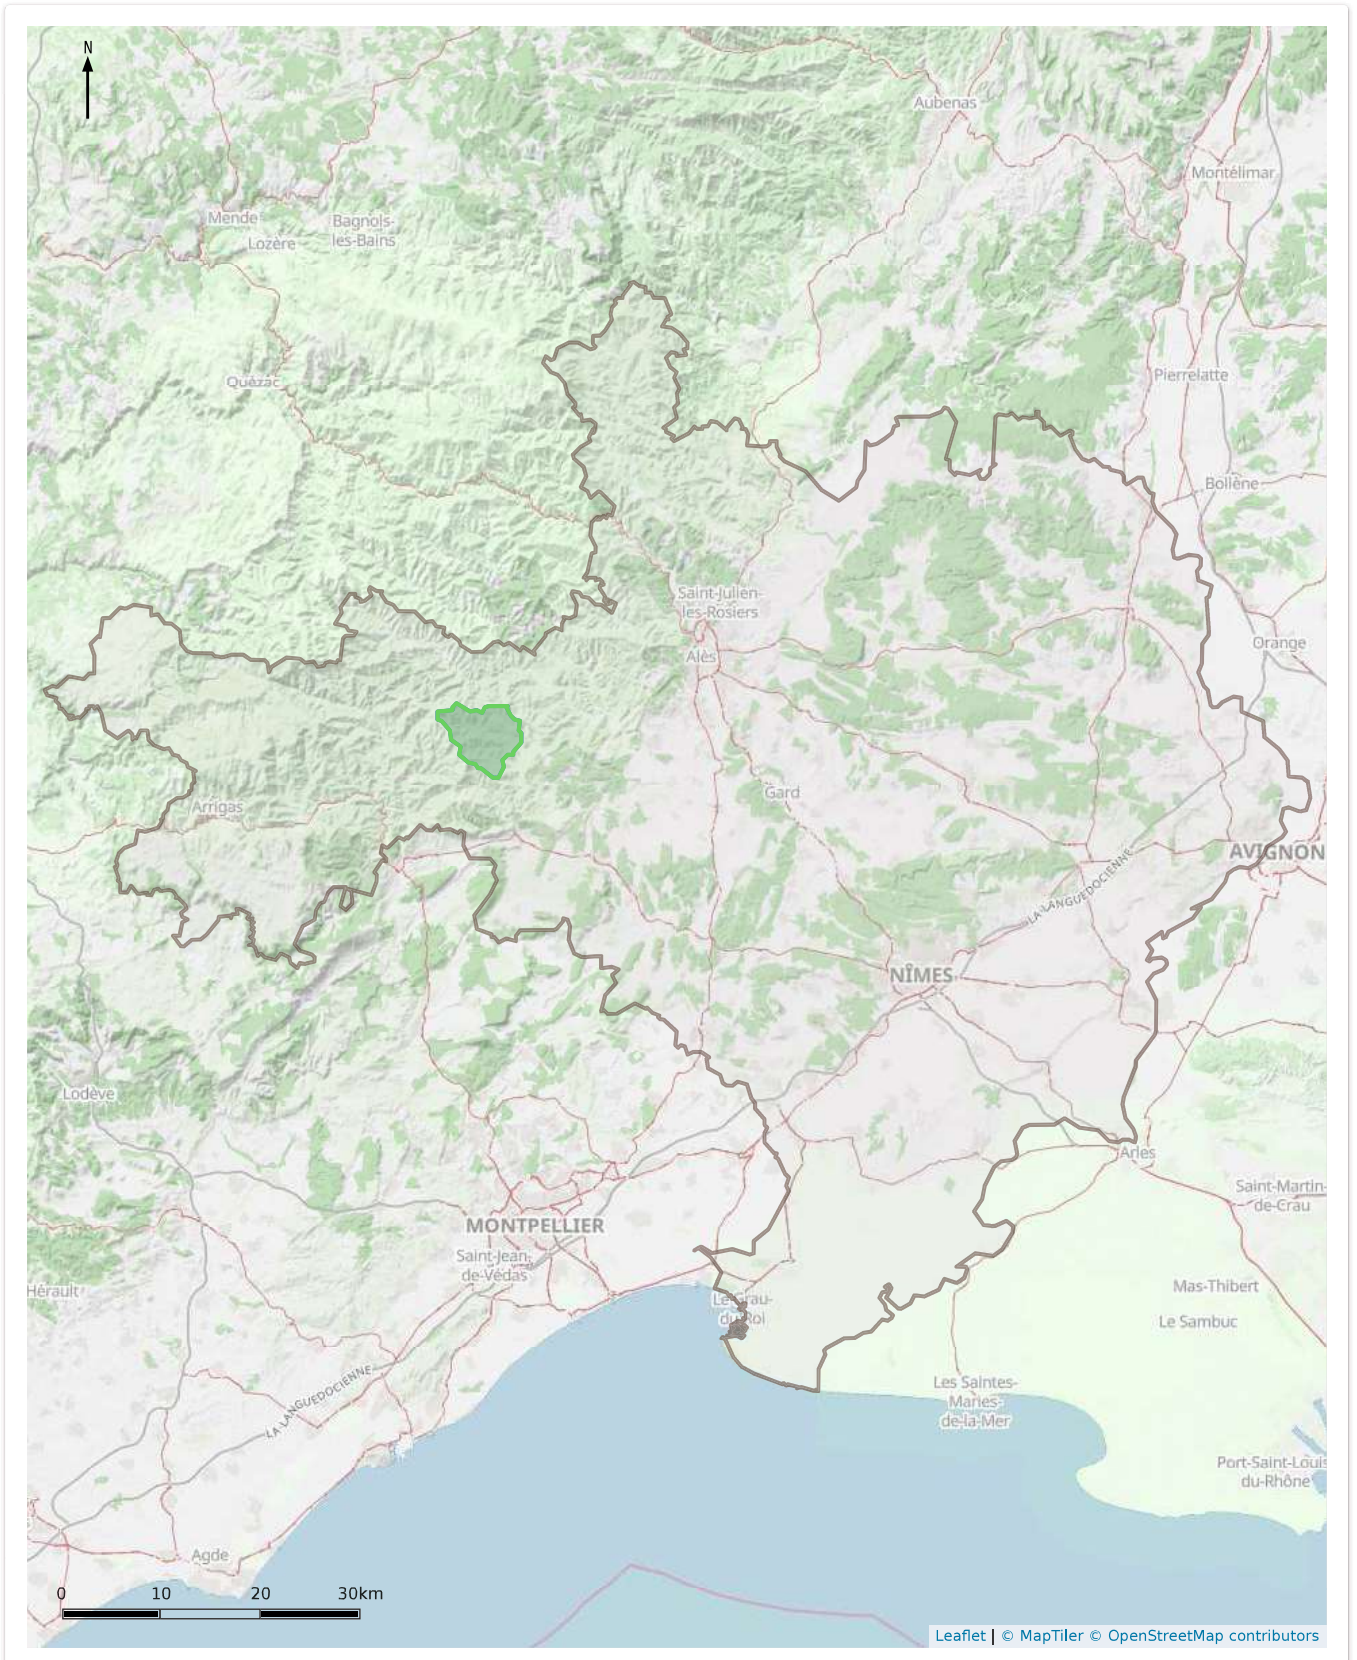 N
Aubenas
Montélimar
Mende
Bagnols-
les-Bains
Lozère
Quézac
Pierrelatte
Bollène
Saint-Julien-
les-Rosiers
Orange
Alès
Gard
Arrigas
AVIGNON
LA LANGUEDOCIENNE
NÎMES
Lodève
Arles
Saint-Martin-
de-Crau
MONTPELLIER
Saint-Jean-
de-Védas
Hérault
Mas-Thibert
Le Grau-
du-Roi
Le Sambuc
LA LANGUEDOCIENNE
Les Saintes-
Maries-
de-la-Mer
Port-Saint-Louis
du-Rhône
Agde
0 10 20 30km
Leaflet | © MapTiler © OpenStreetMap contributors